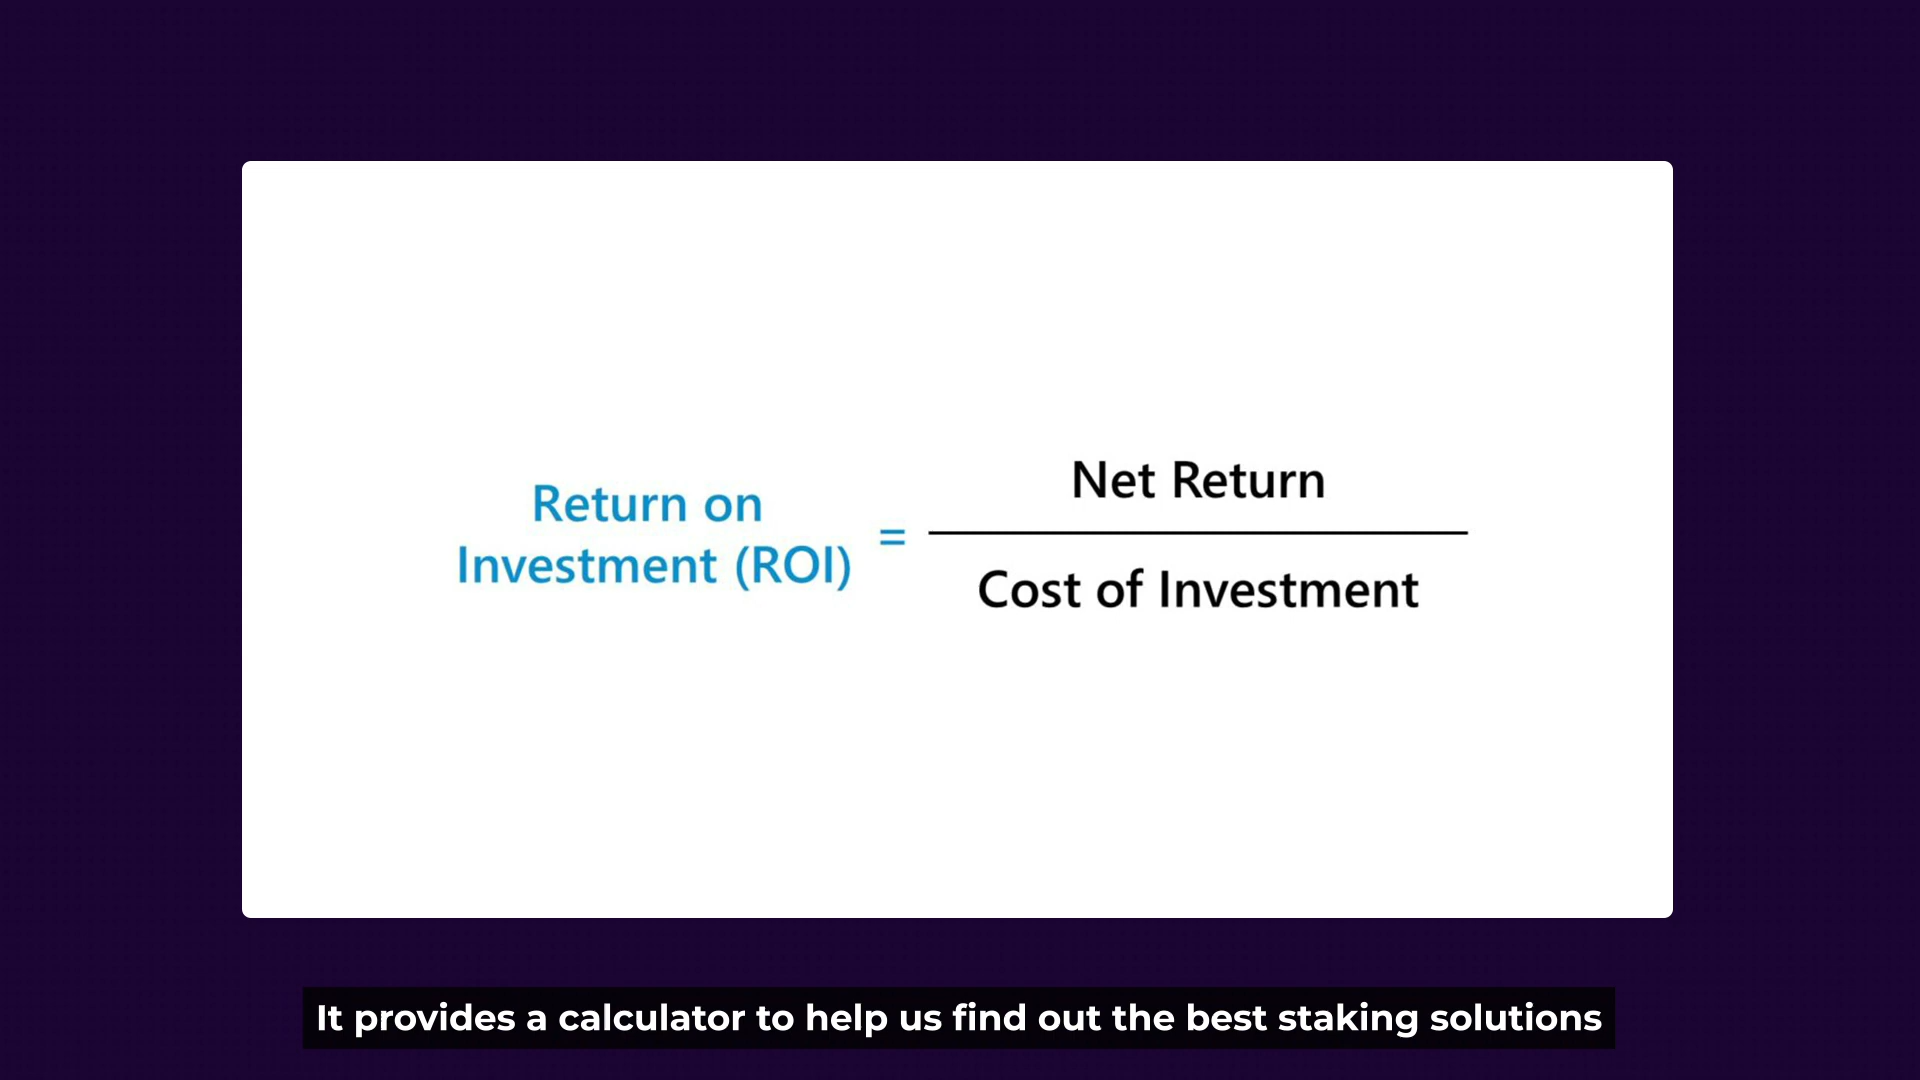 Return on
Investment (ROI)
=
Net Return
Cost of Investment
It provides a calculator to help us find out the best staking solutions